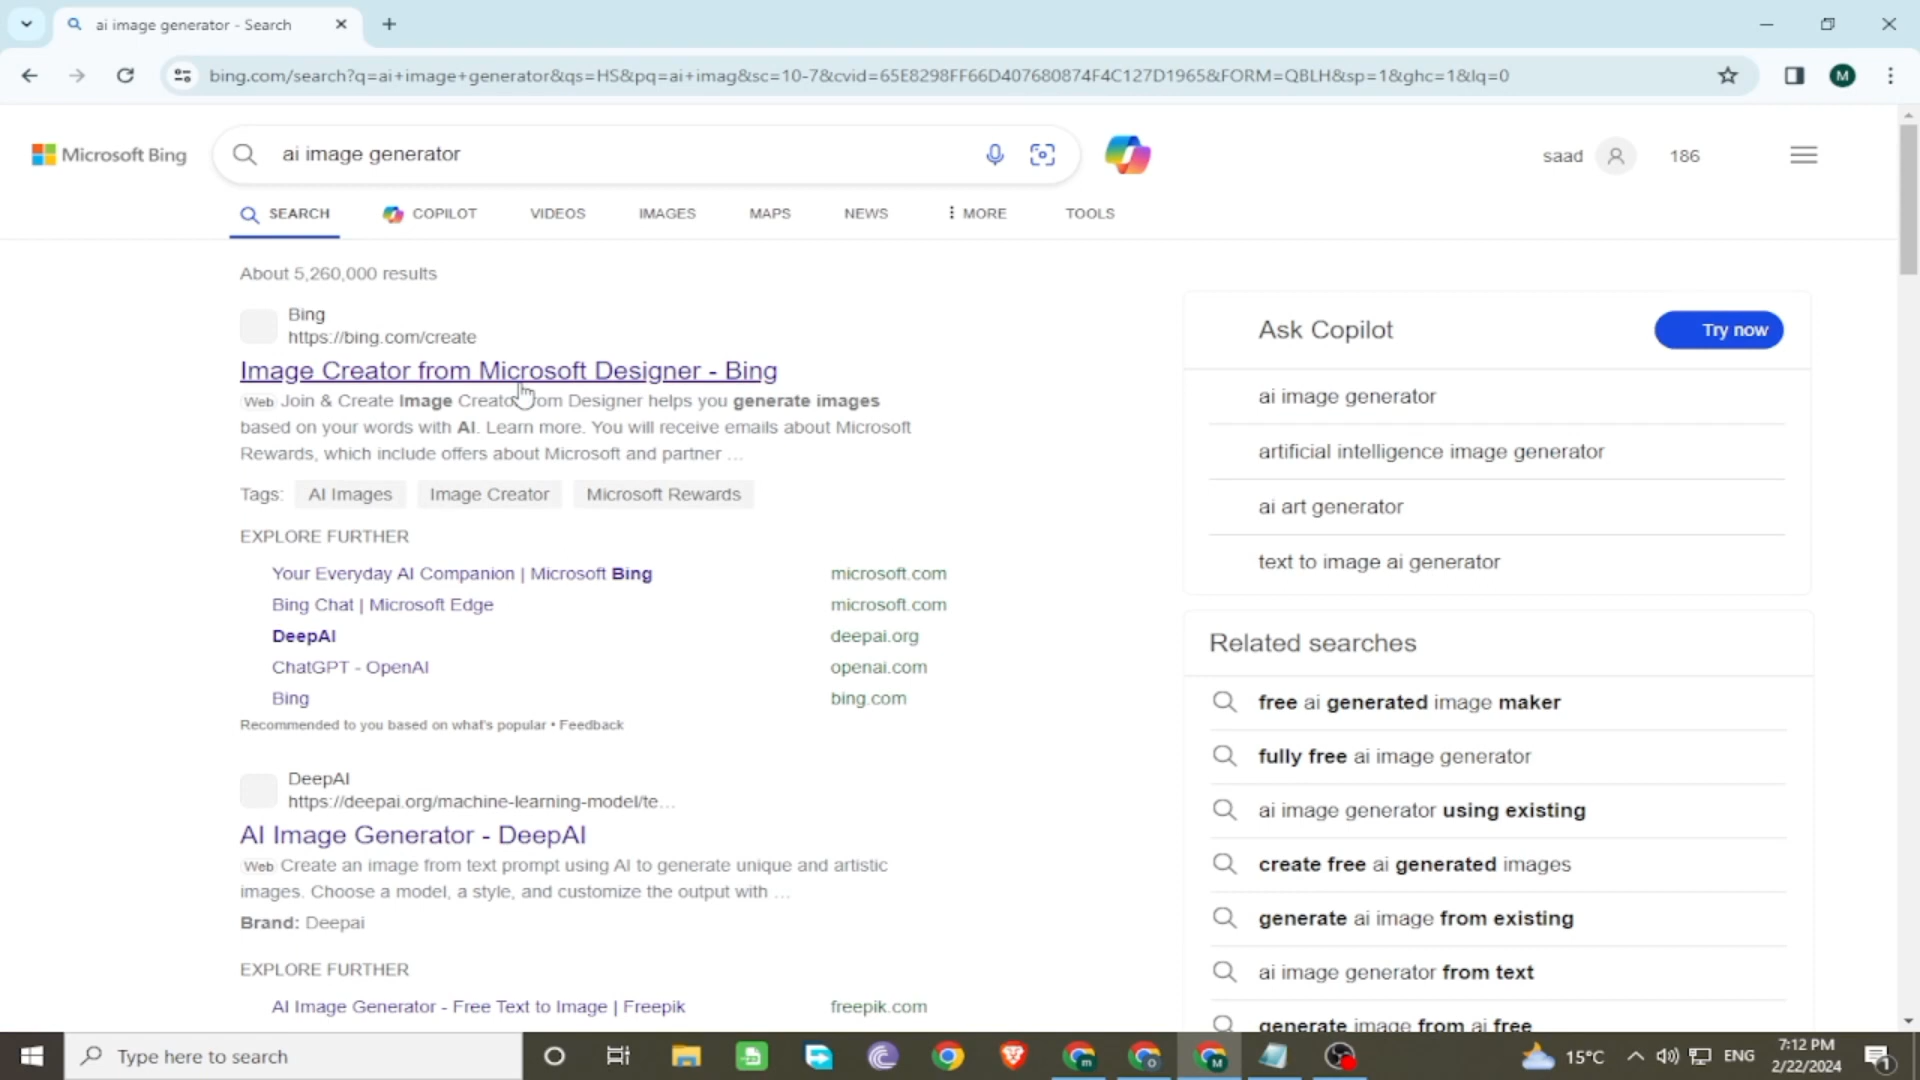 ai image generator - Search
bing.com/search?q=ai+image+generator&qs=HS&pq=ai+imag&sc=10-7&cvid=65E8298FF66D407680874F4C127D1965&FORM=QBLH&sp=1&ghc=1&lq=0
M
Microsoft Bing
ai image generator
saad
186
SEARCH
COPILOT
VIDEOS
IMAGES
MAPS
NEWS
MORE
TOOLS
About 5,260,000 results
Bing
https://bing.com/create
Image Creator from Microsoft Designer - Bing
Web Join & Create Image Creator from Designer helps you generate images
based on your words with AI. Learn more. You will receive emails about Microsoft
Rewards, which include offers about Microsoft and partner ...
Tags: AI Images Image Creator Microsoft Rewards
EXPLORE FURTHER
Your Everyday AI Companion | Microsoft Bing microsoft.com
Bing Chat | Microsoft Edge microsoft.com
DeepAI deepai.org
ChatGPT - OpenAI openai.com
Bing bing.com
Recommended to you based on what's popular • Feedback
DeepAI
https://deepai.org/machine-learning-model/te...
AI Image Generator - DeepAI
Web Create an image from text prompt using AI to generate unique and artistic
images. Choose a model, a style, and customize the output with ...
Brand: Deepai
EXPLORE FURTHER
AI Image Generator - Free Text to Image | Freepik freepik.com
Ask Copilot
Try now
ai image generator
artificial intelligence image generator
ai art generator
text to image ai generator
Related searches
free ai generated image maker
fully free ai image generator
ai image generator using existing
create free ai generated images
generate ai image from existing
ai image generator from text
generate image from ai free
Type here to search
15°C
ENG
7:12 PM
2/22/2024
1